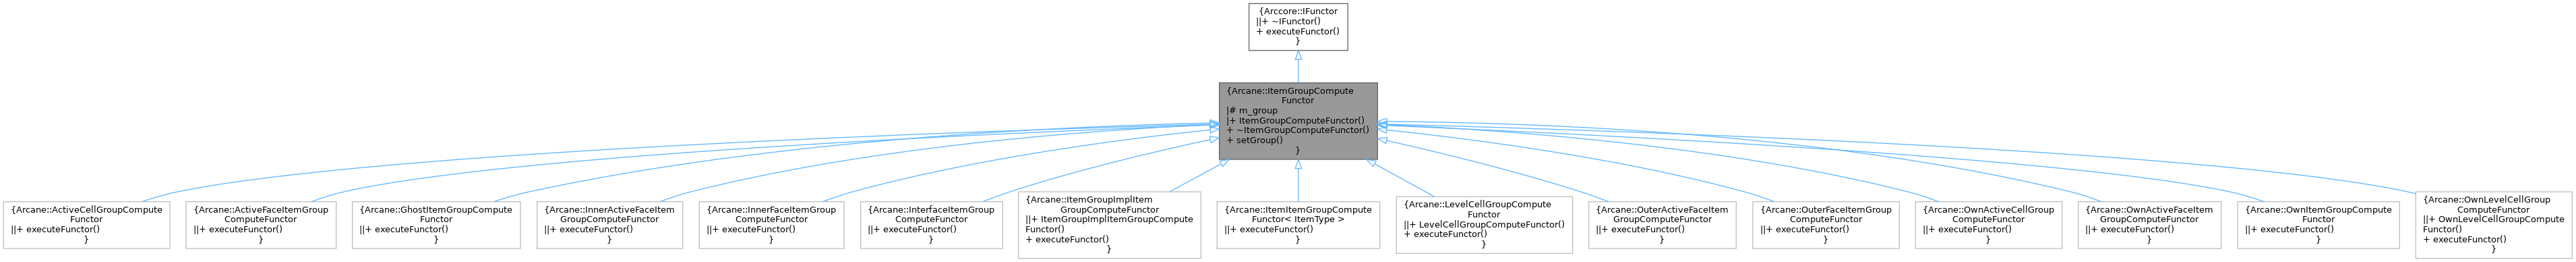 {Arccore::IFunctor
||+ ~IFunctor()
+ executeFunctor()
}
{Arcane::ItemGroupCompute
Functor
|# m_group
|+ ItemGroupComputeFunctor()
+ ~ItemGroupComputeFunctor()
+ setGroup()
}
{Arcane::ActiveCellGroupCompute
Functor
||+ executeFunctor()
}
{Arcane::ActiveFaceItemGroup
ComputeFunctor
||+ executeFunctor()
}
{Arcane::GhostItemGroupCompute
Functor
||+ executeFunctor()
}
{Arcane::InnerActiveFaceItem
GroupComputeFunctor
||+ executeFunctor()
}
{Arcane::InnerFaceItemGroup
ComputeFunctor
||+ executeFunctor()
}
{Arcane::InterfaceItemGroup
ComputeFunctor
||+ executeFunctor()
}
{Arcane::ItemGroupImplItem
GroupComputeFunctor
||+ ItemGroupImplItemGroupCompute
Functor()
+ executeFunctor()
}
{Arcane::ItemItemGroupCompute
Functor< ItemType >
||+ executeFunctor()
}
{Arcane::LevelCellGroupCompute
Functor
||+ LevelCellGroupComputeFunctor()
+ executeFunctor()
}
{Arcane::OuterActiveFaceItem
GroupComputeFunctor
||+ executeFunctor()
}
{Arcane::OuterFaceItemGroup
ComputeFunctor
||+ executeFunctor()
}
{Arcane::OwnActiveCellGroup
ComputeFunctor
||+ executeFunctor()
}
{Arcane::OwnActiveFaceItem
GroupComputeFunctor
||+ executeFunctor()
}
{Arcane::OwnItemGroupCompute
Functor
||+ executeFunctor()
}
{Arcane::OwnLevelCellGroup
ComputeFunctor
||+ OwnLevelCellGroupCompute
Functor()
+ executeFunctor()
}